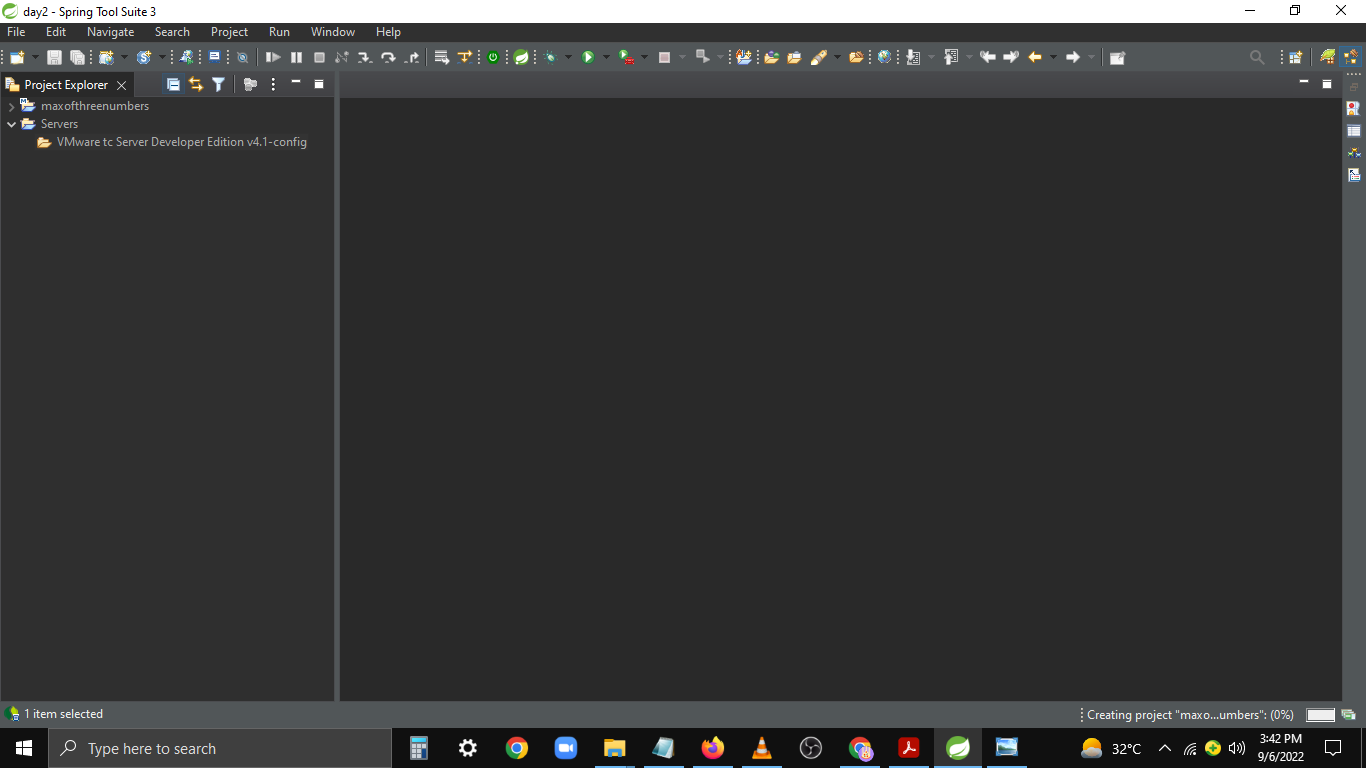 day2 - Spring Tool Suite 3
File Edit Navigate Search Project Run Window Help
Project Explorer
maxofthreenumbers
Servers
VMware tc Server Developer Edition v4.1-config
1 item selected
Creating project "maxo...umbers": (0%)
Type here to search
32°C
3:42 PM
9/6/2022